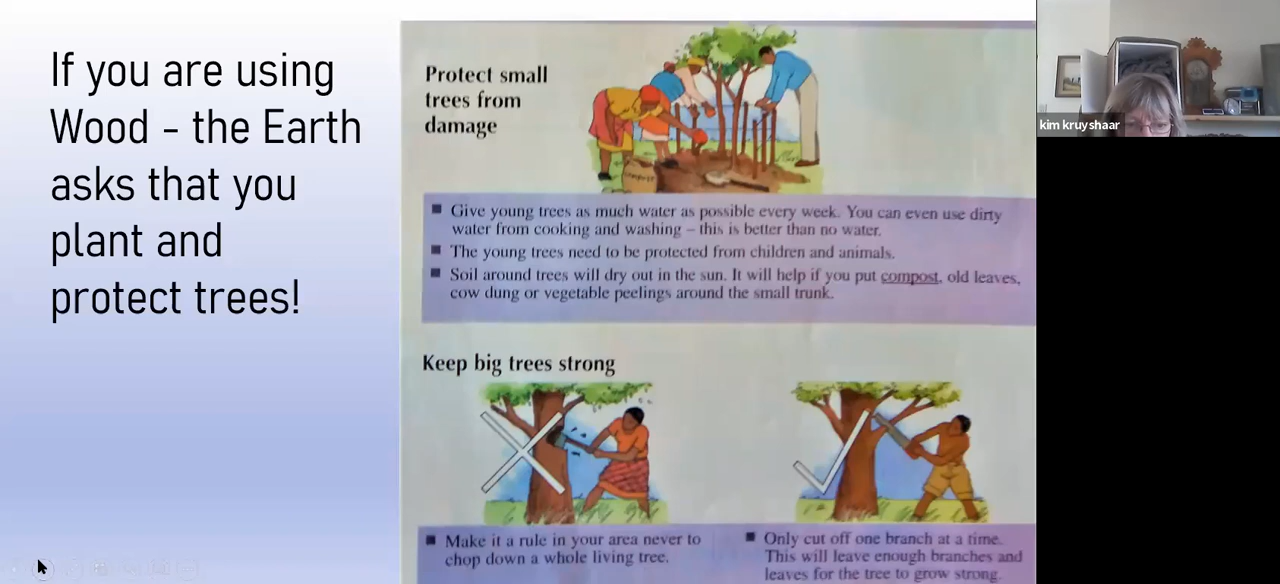 If you are using
Wood - the Earth
asks that you
plant and
protect trees!
Protect small
trees from
damage
compost
■ Give young trees as much water as possible every week. You can even use dirty
water from cooking and washing – this is better than no water.
■ The young trees need to be protected from children and animals.
■ Soil around trees will dry out in the sun. It will help if you put compost, old leaves,
cow dung or vegetable peelings around the small trunk.
Keep big trees strong
■ Make it a rule in your area never to
chop down a whole living tree.
■ Only cut off one branch at a time.
This will leave enough branches and
leaves for the tree to grow strong.
kim kruyshaar